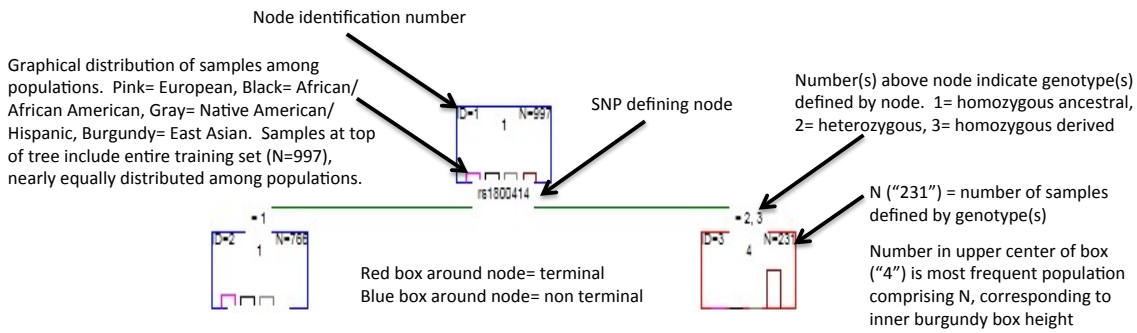 Node identification number
Graphical distribution of samples among
populations.  Pink= European, Black= African/
African American, Gray= Native American/
Hispanic, Burgundy= East Asian.  Samples at top
of tree include entire training set (N=997),
nearly equally distributed among populations.
ID=1 N=997
1
rs1800414
SNP defining node
Number(s) above node indicate genotype(s)
defined by node.  1= homozygous ancestral,
2= heterozygous, 3= homozygous derived
= 1
ID=2 N=766
1
Red box around node= terminal
Blue box around node= non terminal
= 2, 3
ID=3 N=231
4
N (“231”) = number of samples
defined by genotype(s)
Number in upper center of box
(“4”) is most frequent population
comprising N, corresponding to
inner burgundy box height